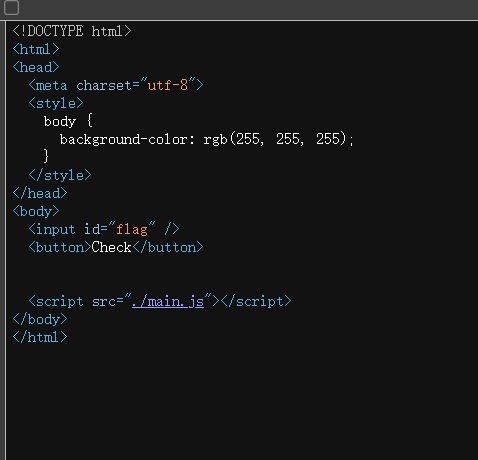 <!DOCTYPE html>
<html>
<head>
  <meta charset="utf-8">
  <style>
    body {
      background-color: rgb(255, 255, 255);
    }
  </style>
</head>
<body>
  <input id="flag" />
  <button>Check</button>
  <script src="./main.js"></script>
</body>
</html>